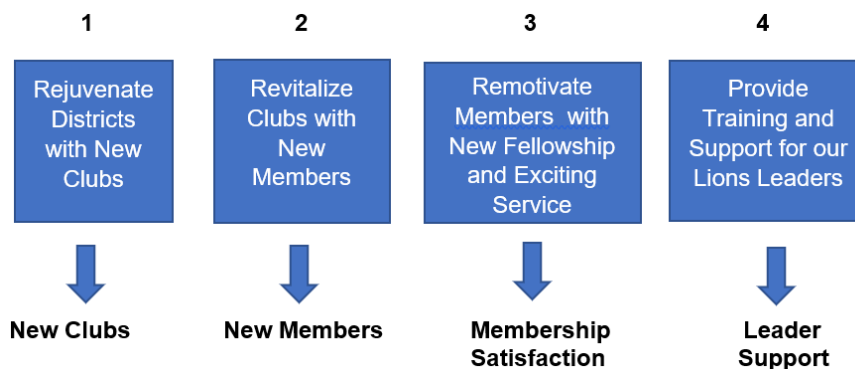 1
2
3
4
Rejuvenate
Districts
with New
Clubs
Revitalize
Clubs with
New
Members
Remotivate
Members with
New Fellowship
and Exciting
Service
Provide
Training and
Support for our
Lions Leaders
New Clubs
New Members
Membership
Satisfaction
Leader
Support